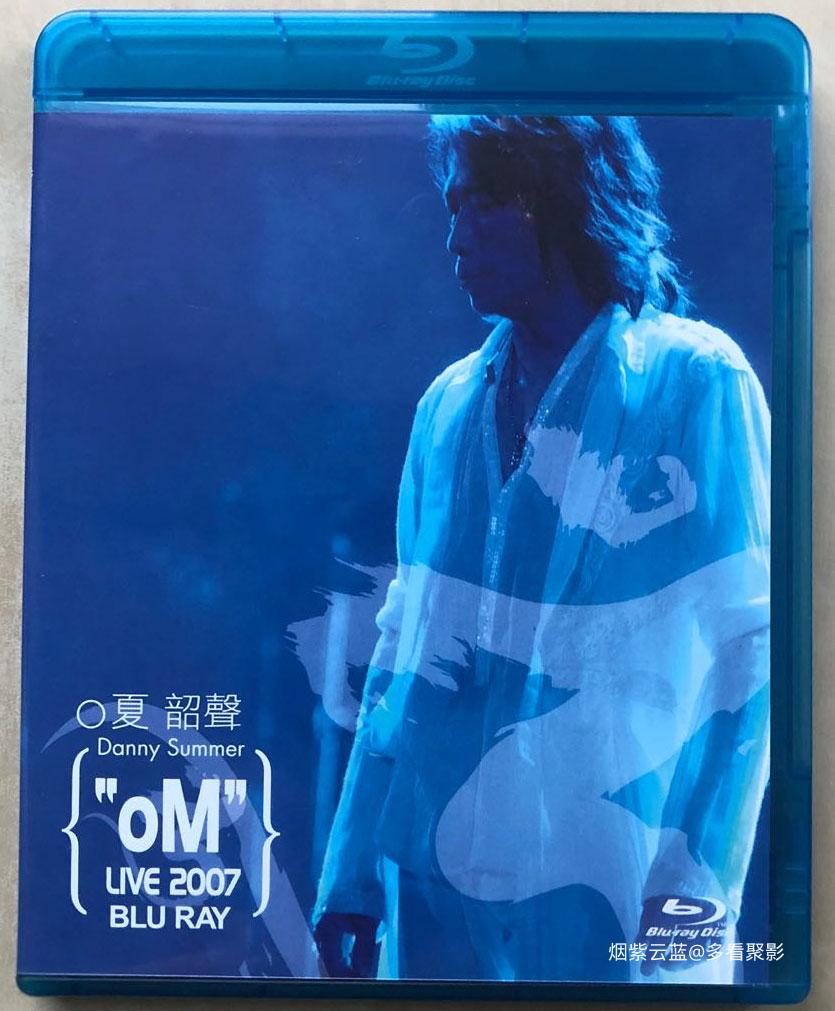 Blu-ray Disc
夏 韶聲
Danny Summer
"oM"
LIVE 2007
BLU RAY
Blu-ray Disc
烟紫云蓝@多看聚影